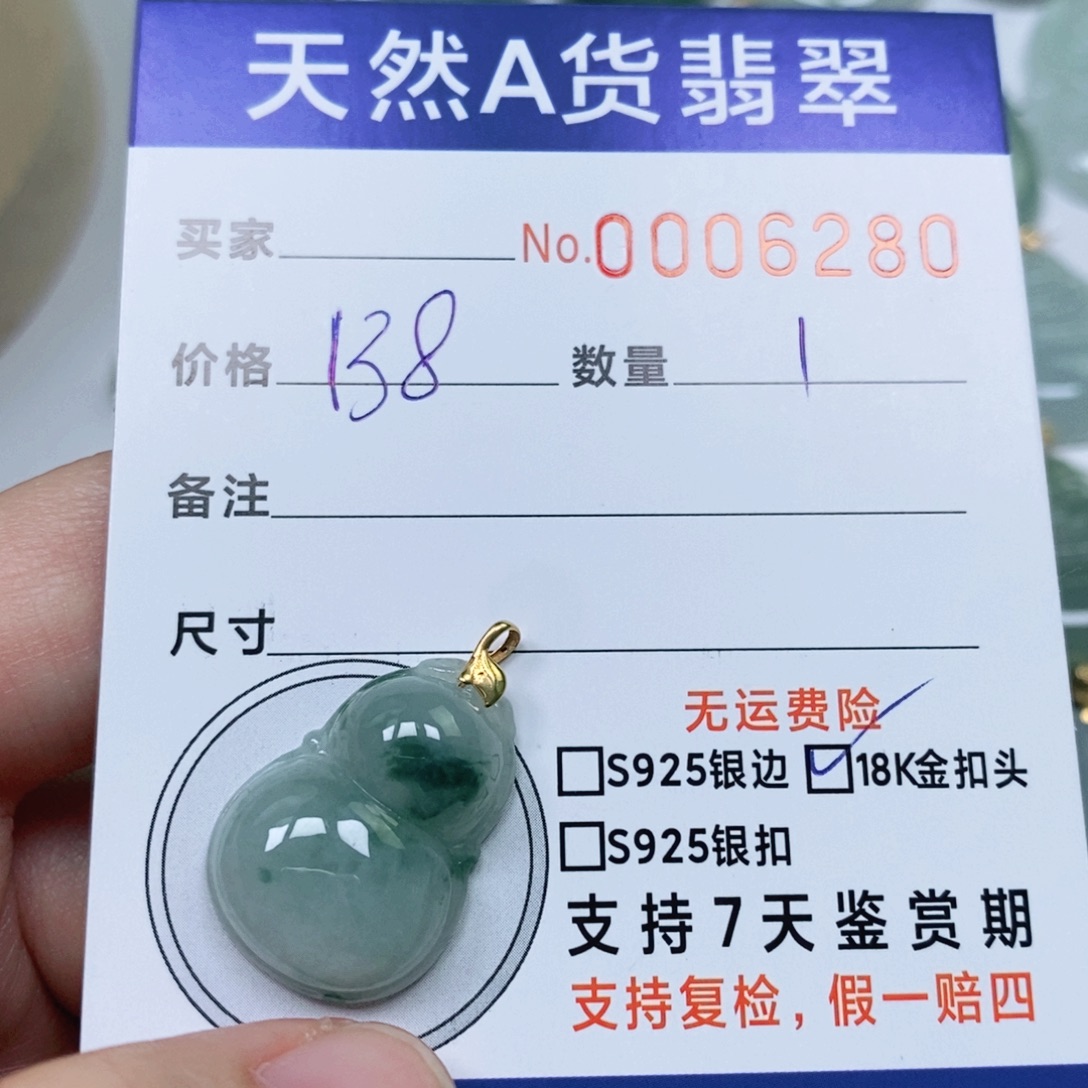 天然A货翡翠
买家 No.0006280
价格 138 数量 1
备注
尺寸
无运费险
S925银边 18K金扣头
S925银扣
支持7天鉴赏期
支持复检，假一赔四